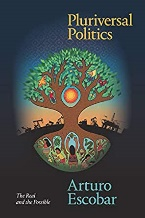 Pluriversal
Politics
The Real
and the Possible
Arturo
Escobar